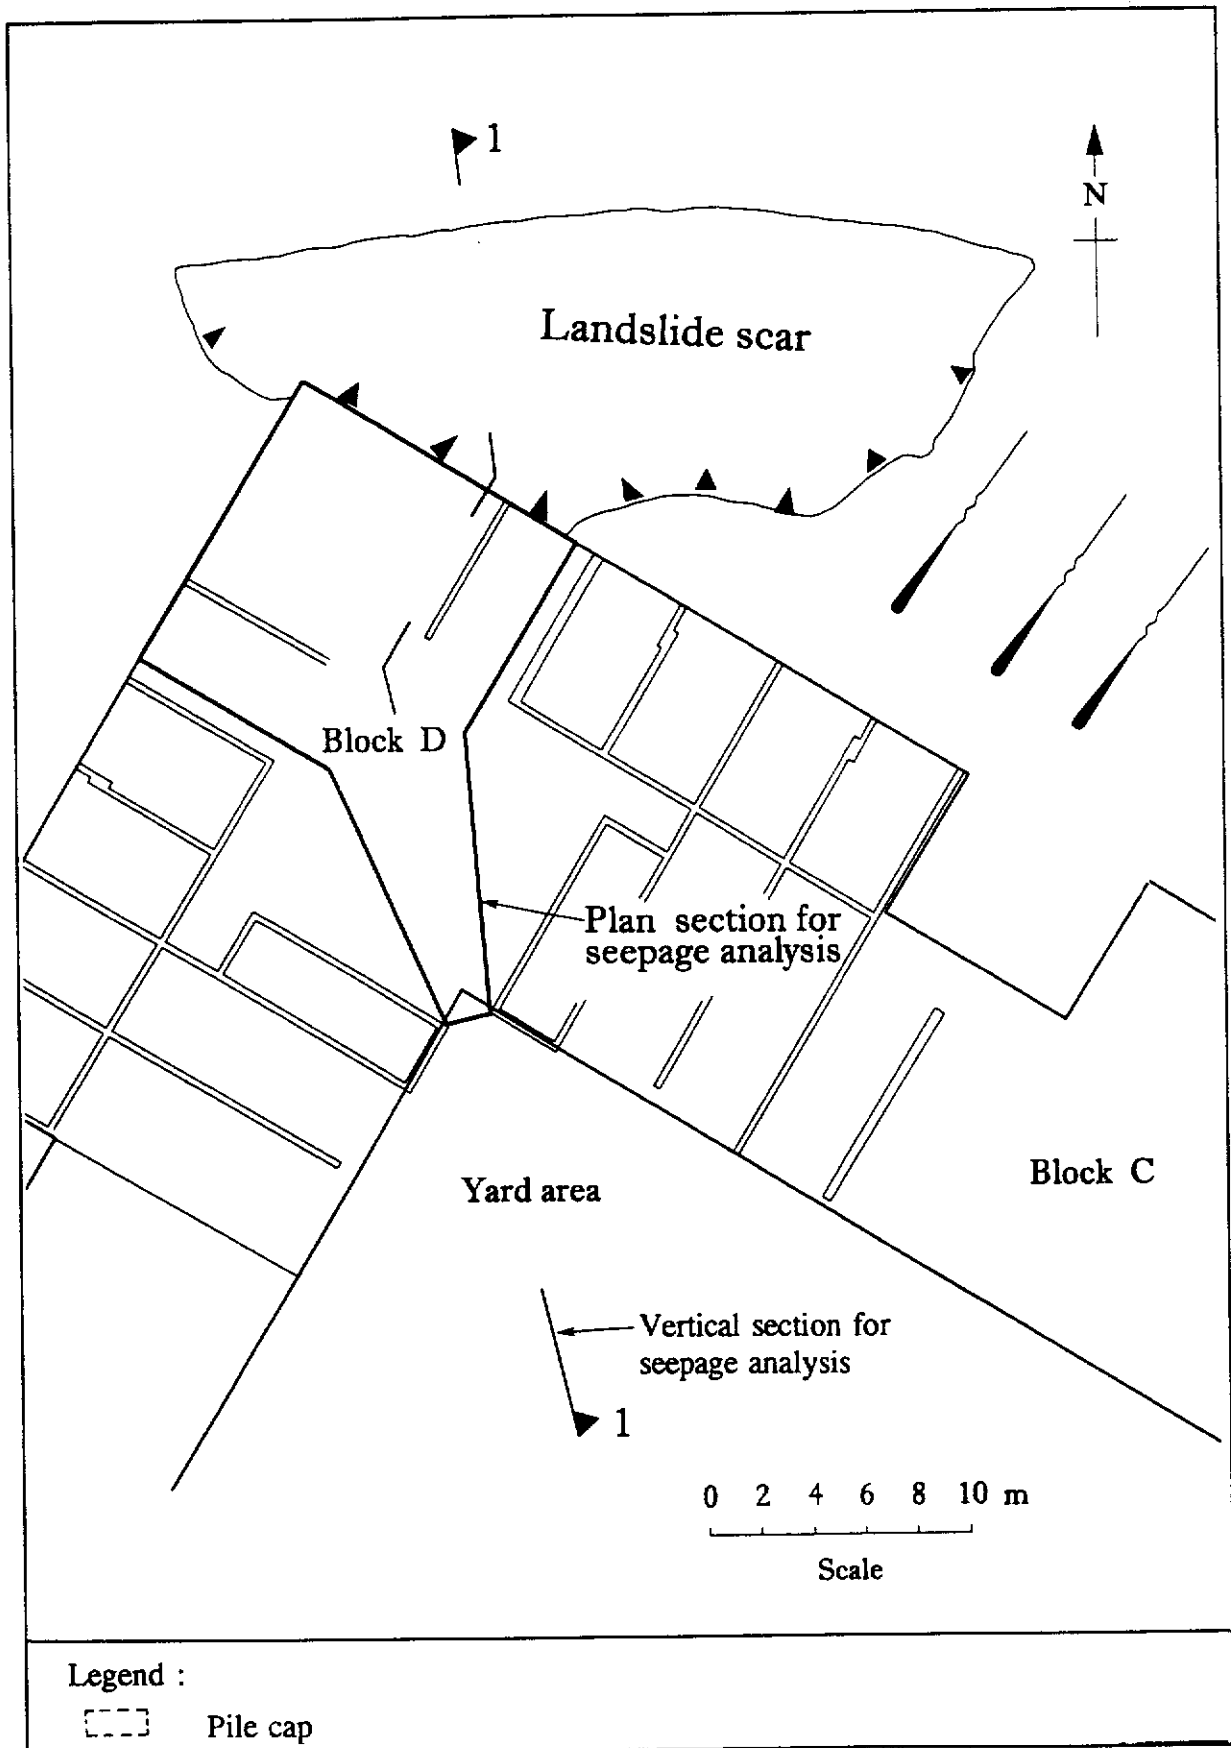 1
N
Landslide scar
Block D
Plan section for
seepage analysis
Block C
Yard area
Vertical section for
seepage analysis
1
0 2 4 6 8 10 m
Scale
Legend :
Pile cap